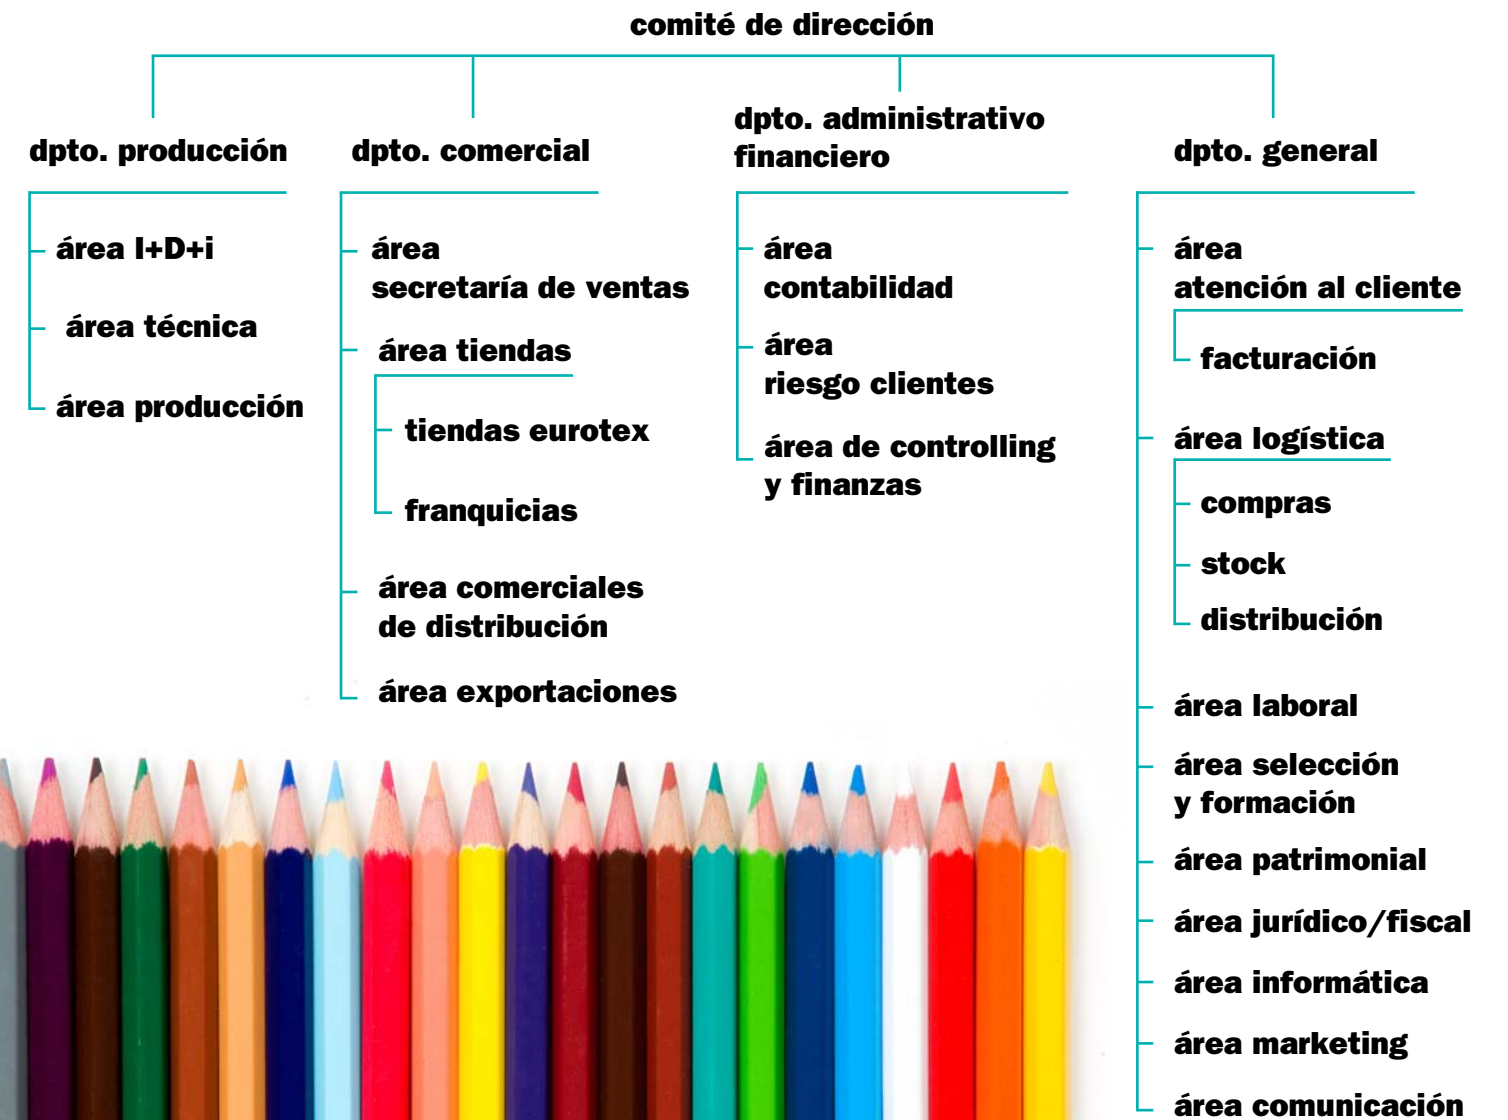 comité de dirección
dpto. producción
área I+D+i
área técnica
área producción
dpto. comercial
área
secretaría de ventas
área tiendas
tiendas eurotex
franquicias
área comerciales
de distribución
área exportaciones
dpto. administrativo
financiero
área
contabilidad
área
riesgo clientes
área de controlling
y finanzas
dpto. general
área
atención al cliente
facturación
área logística
compras
stock
distribución
área laboral
área selección
y formación
área patrimonial
área jurídico/fiscal
área informática
área marketing
área comunicación